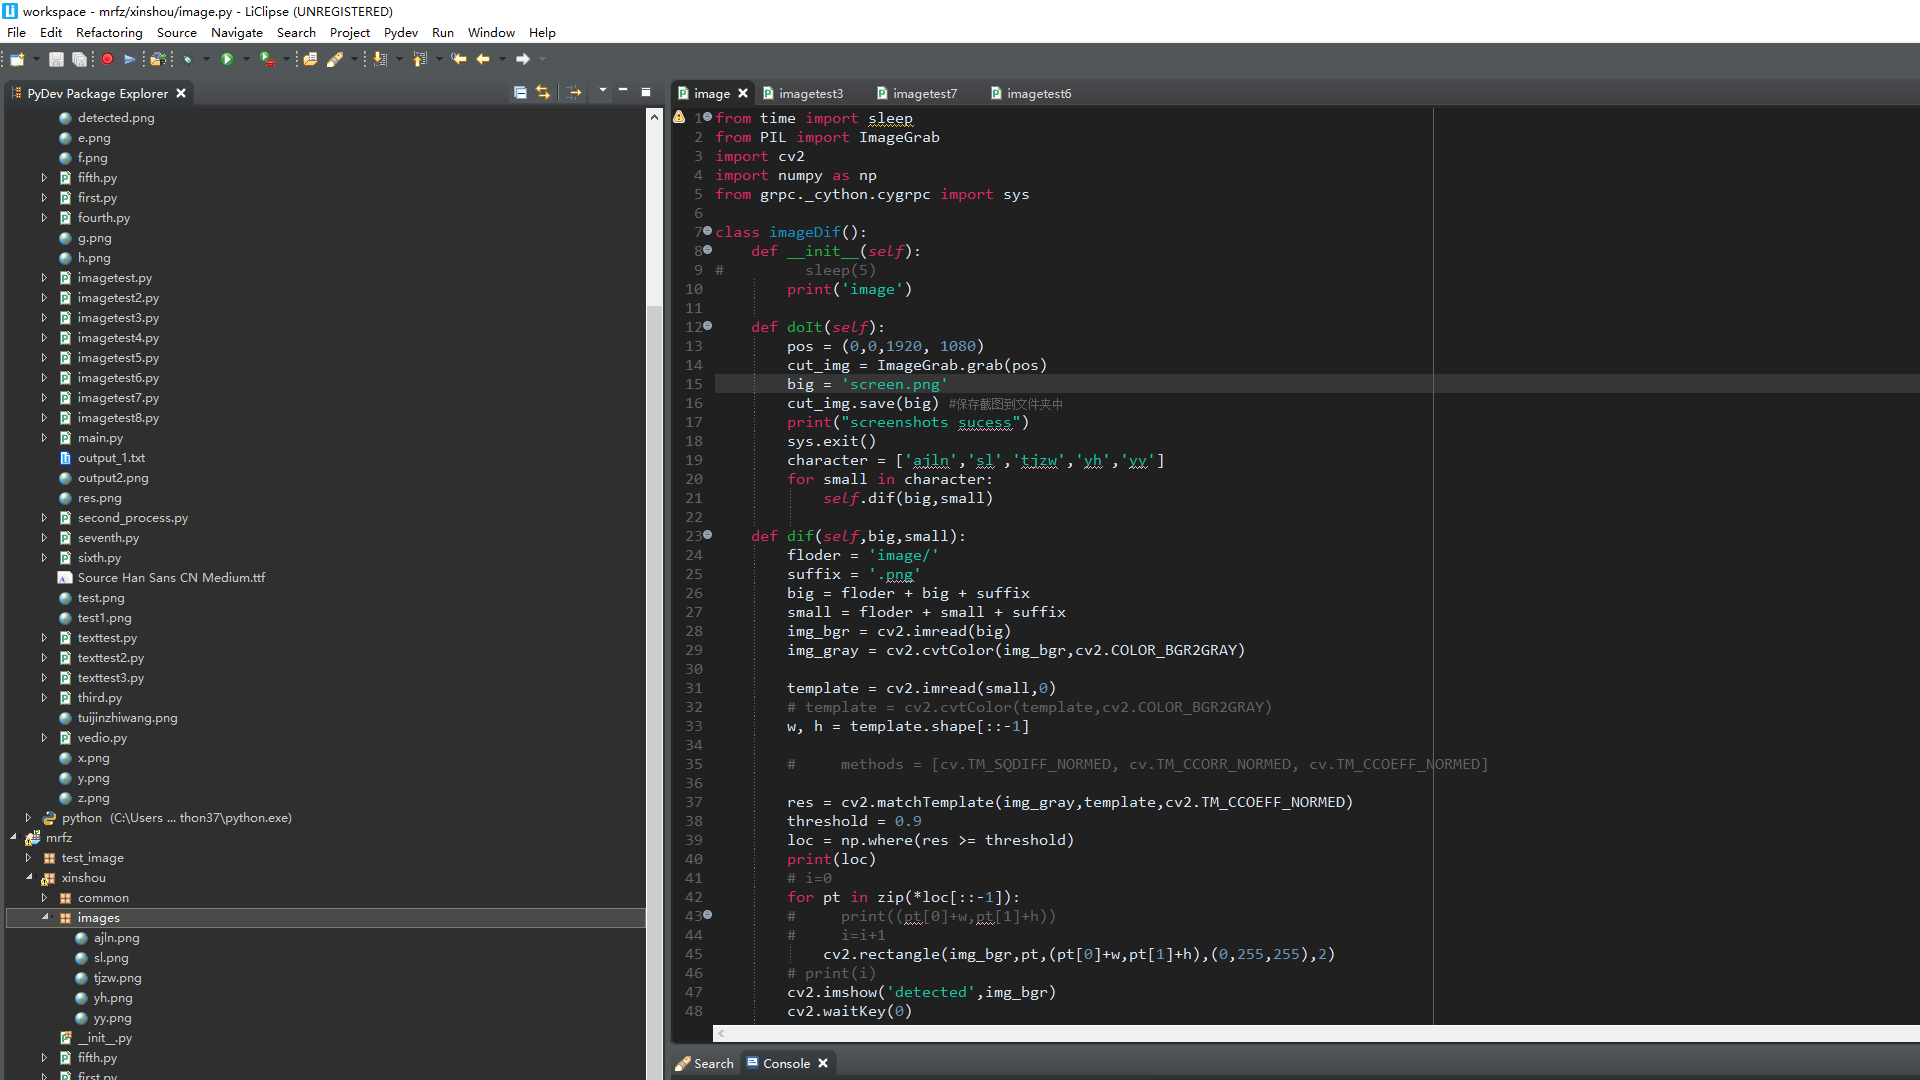 workspace - mrfz/xinshou/image.py - LiClipse (UNREGISTERED)
File Edit Refactoring Source Navigate Search Project Pydev Run Window Help
PyDev Package Explorer
detected.png
e.png
f.png
fifth.py
first.py
fourth.py
g.png
h.png
imagetest.py
imagetest2.py
imagetest3.py
imagetest4.py
imagetest5.py
imagetest6.py
imagetest7.py
imagetest8.py
main.py
output_1.txt
output2.png
res.png
second_process.py
seventh.py
sixth.py
Source Han Sans CN Medium.ttf
test.png
test1.png
texttest.py
texttest2.py
texttest3.py
third.py
tuijinzhiwang.png
vedio.py
x.png
y.png
z.png
python (C:\Users ... thon37\python.exe)
mrfz
test_image
xinshou
common
images
ajln.png
sl.png
tjzw.png
yh.png
yy.png
__init__.py
fifth.py
first.py
image imagetest3 imagetest7 imagetest6
1 from time import sleep
2 from PIL import ImageGrab
3 import cv2
4 import numpy as np
5 from grpc._cython.cygrpc import sys
6
7 class imageDif():
8     def __init__(self):
9 #         sleep(5)
10         print('image')
11
12     def doIt(self):
13         pos = (0,0,1920, 1080)
14         cut_img = ImageGrab.grab(pos)
15         big = 'screen.png'
16         cut_img.save(big) #保存截图到文件夹中
17         print("screenshots sucess")
18         sys.exit()
19         character = ['ajln','sl','tjzw','yh','yy']
20         for small in character:
21             self.dif(big,small)
22
23     def dif(self,big,small):
24         floder = 'image/'
25         suffix = '.png'
26         big = floder + big + suffix
27         small = floder + small + suffix
28         img_bgr = cv2.imread(big)
29         img_gray = cv2.cvtColor(img_bgr,cv2.COLOR_BGR2GRAY)
30
31         template = cv2.imread(small,0)
32         # template = cv2.cvtColor(template,cv2.COLOR_BGR2GRAY)
33         w, h = template.shape[::-1]
34
35         #     methods = [cv.TM_SQDIFF_NORMED, cv.TM_CCORR_NORMED, cv.TM_CCOEFF_NORMED]
36
37         res = cv2.matchTemplate(img_gray,template,cv2.TM_CCOEFF_NORMED)
38         threshold = 0.9
39         loc = np.where(res >= threshold)
40         print(loc)
41         # i=0
42         for pt in zip(*loc[::-1]):
43         #     print((pt[0]+w,pt[1]+h))
44         #     i=i+1
45             cv2.rectangle(img_bgr,pt,(pt[0]+w,pt[1]+h),(0,255,255),2)
46         # print(i)
47         cv2.imshow('detected',img_bgr)
48         cv2.waitKey(0)
Search Console